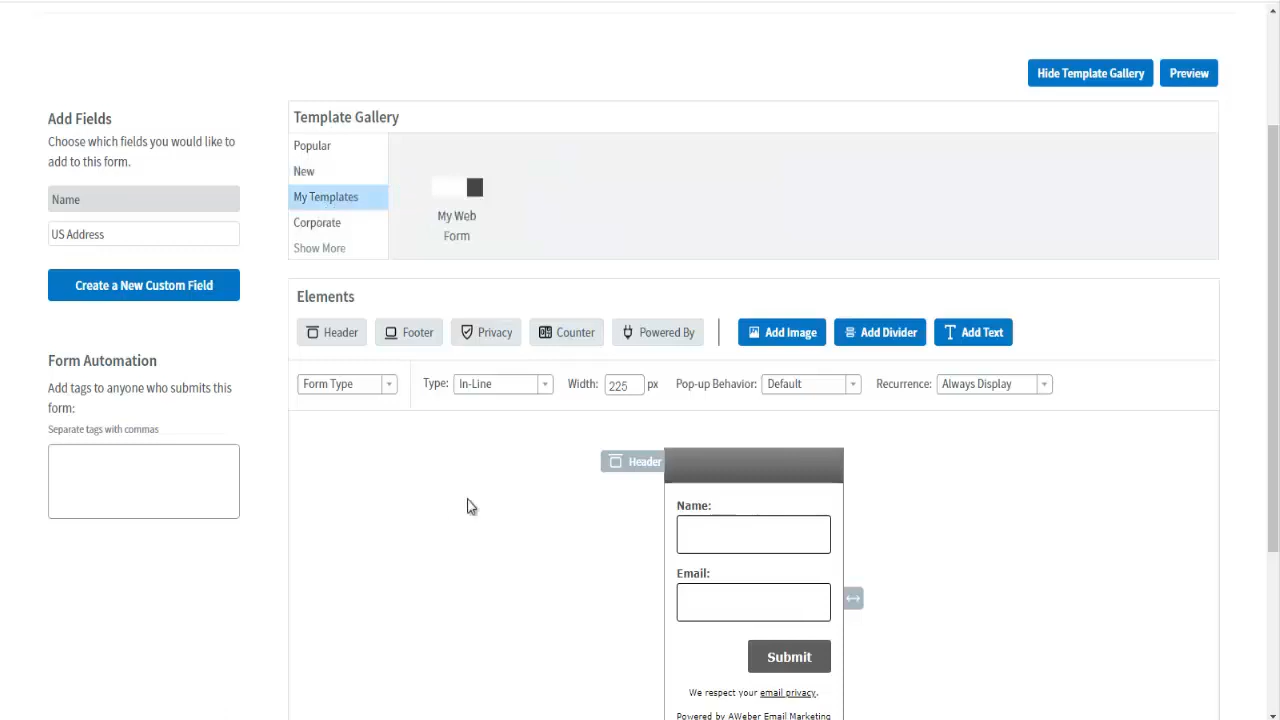 Hide Template Gallery
Preview
Add Fields
Choose which fields you would like to
add to this form.
Name
US Address
Create a New Custom Field
Form Automation
Add tags to anyone who submits this
form:
Separate tags with commas
Template Gallery
Popular
New
My Templates
Corporate
Show More
My Web
Form
Elements
Header
Footer
Privacy
Counter
Powered By
Add Image
Add Divider
Add Text
Form Type
Type:
In-Line
Width:
225
px
Pop-up Behavior:
Default
Recurrence:
Always Display
Header
Name:
Email:
Submit
We respect your email privacy.
Powered by AWeber Email Marketing